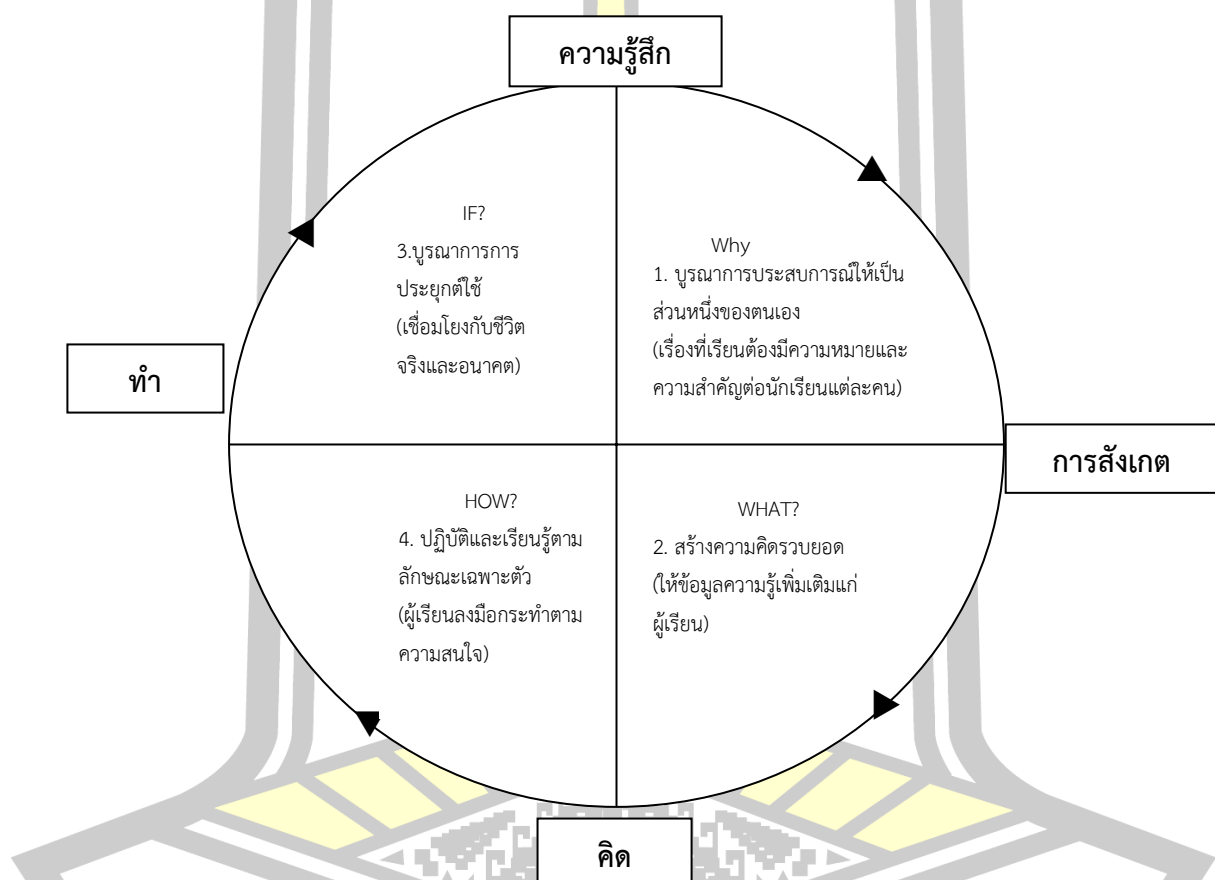 ความรู้สึก
IF?
3.บูรณาการการ
ประยุกต์ใช้
(เชื่อมโยงกับชีวิต
จริงและอนาคต)
Why
1. บูรณาการประสบการณ์ให้เป็น
ส่วนหนึ่งของตนเอง
(เรื่องที่เรียนต้องมีความหมายและ
ความสำคัญต่อนักเรียนแต่ละคน)
ทำ
การสังเกต
HOW?
4. ปฏิบัติและเรียนรู้ตาม
ลักษณะเฉพาะตัว
(ผู้เรียนลงมือกระทำตาม
ความสนใจ)
WHAT?
2. สร้างความคิดรวบยอด
(ให้ข้อมูลความรู้เพิ่มเติมแก่
ผู้เรียน)
คิด